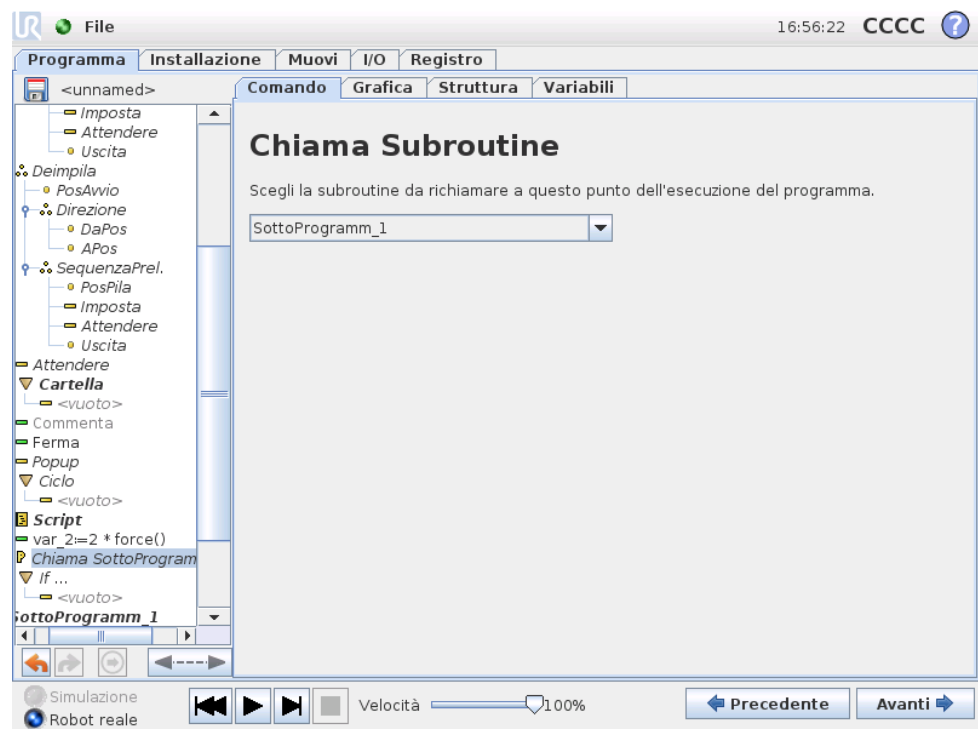 UR File 16:56:22 CCCC ?
Programma Installazione Muovi I/O Registro
<unnamed>
Comando Grafica Struttura Variabili
Imposta
Attendere
Uscita
Deimpila
PosAvvio
Direzione
DaPos
APos
SequenzaPrel.
PosPila
Imposta
Attendere
Uscita
Attendere
Cartella
<vuoto>
Commenta
Ferma
Popup
Ciclo
<vuoto>
Script
var_2:=2 * force()
Chiama SottoProgram
If ...
<vuoto>
SottoProgramm_1
Chiama Subroutine
Scegli la subroutine da richiamare a questo punto dell'esecuzione del programma.
SottoProgramm_1
Simulazione
Robot reale
Velocità 100%
Precedente Avanti